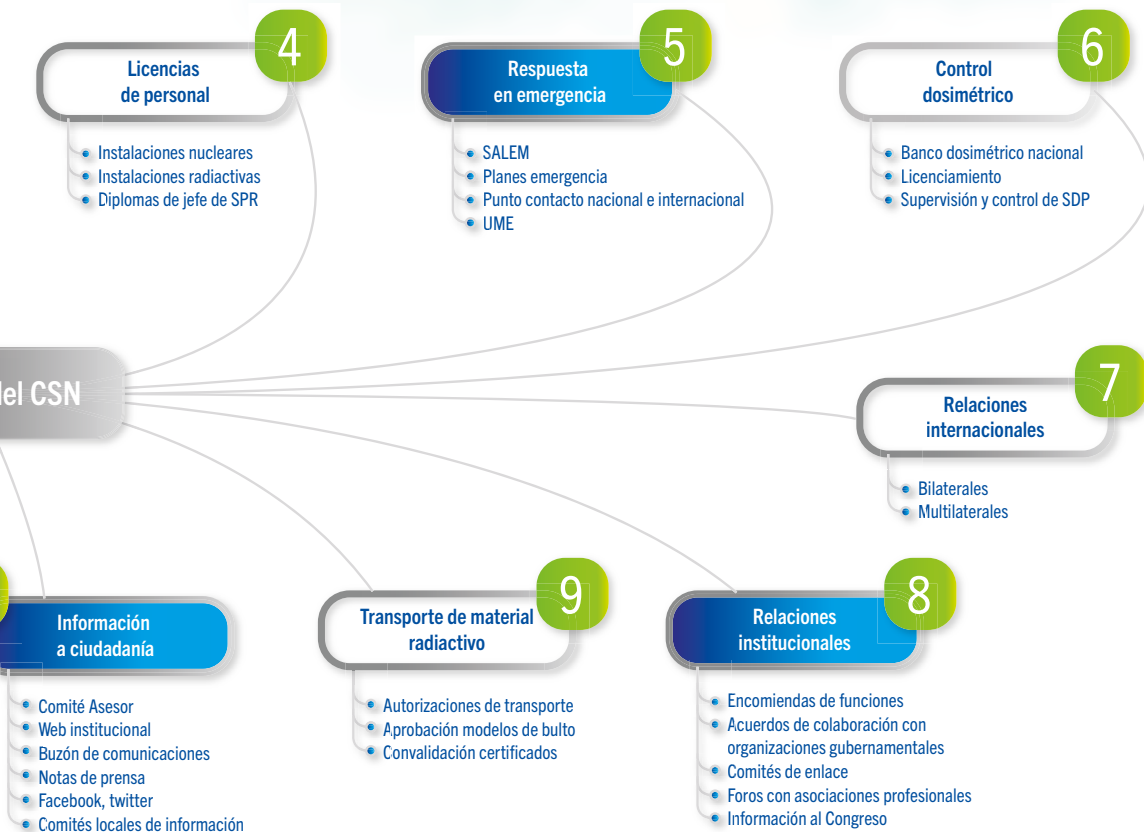 4
Licencias
de personal
Instalaciones nucleares
Instalaciones radiactivas
Diplomas de jefe de SPR
5
Respuesta
en emergencia
SALEM
Planes emergencia
Punto contacto nacional e internacional
UME
6
Control
dosimétrico
Banco dosimétrico nacional
Licenciamiento
Supervisión y control de SDP
del CSN
7
Relaciones
internacionales
Bilaterales
Multilaterales
Información
a ciudadanía
Comité Asesor
Web institucional
Buzón de comunicaciones
Notas de prensa
Facebook, twitter
Comités locales de información
9
Transporte de material
radiactivo
Autorizaciones de transporte
Aprobación modelos de bulto
Convalidación certificados
8
Relaciones
institucionales
Encomiendas de funciones
Acuerdos de colaboración con
organizaciones gubernamentales
Comités de enlace
Foros con asociaciones profesionales
Información al Congreso